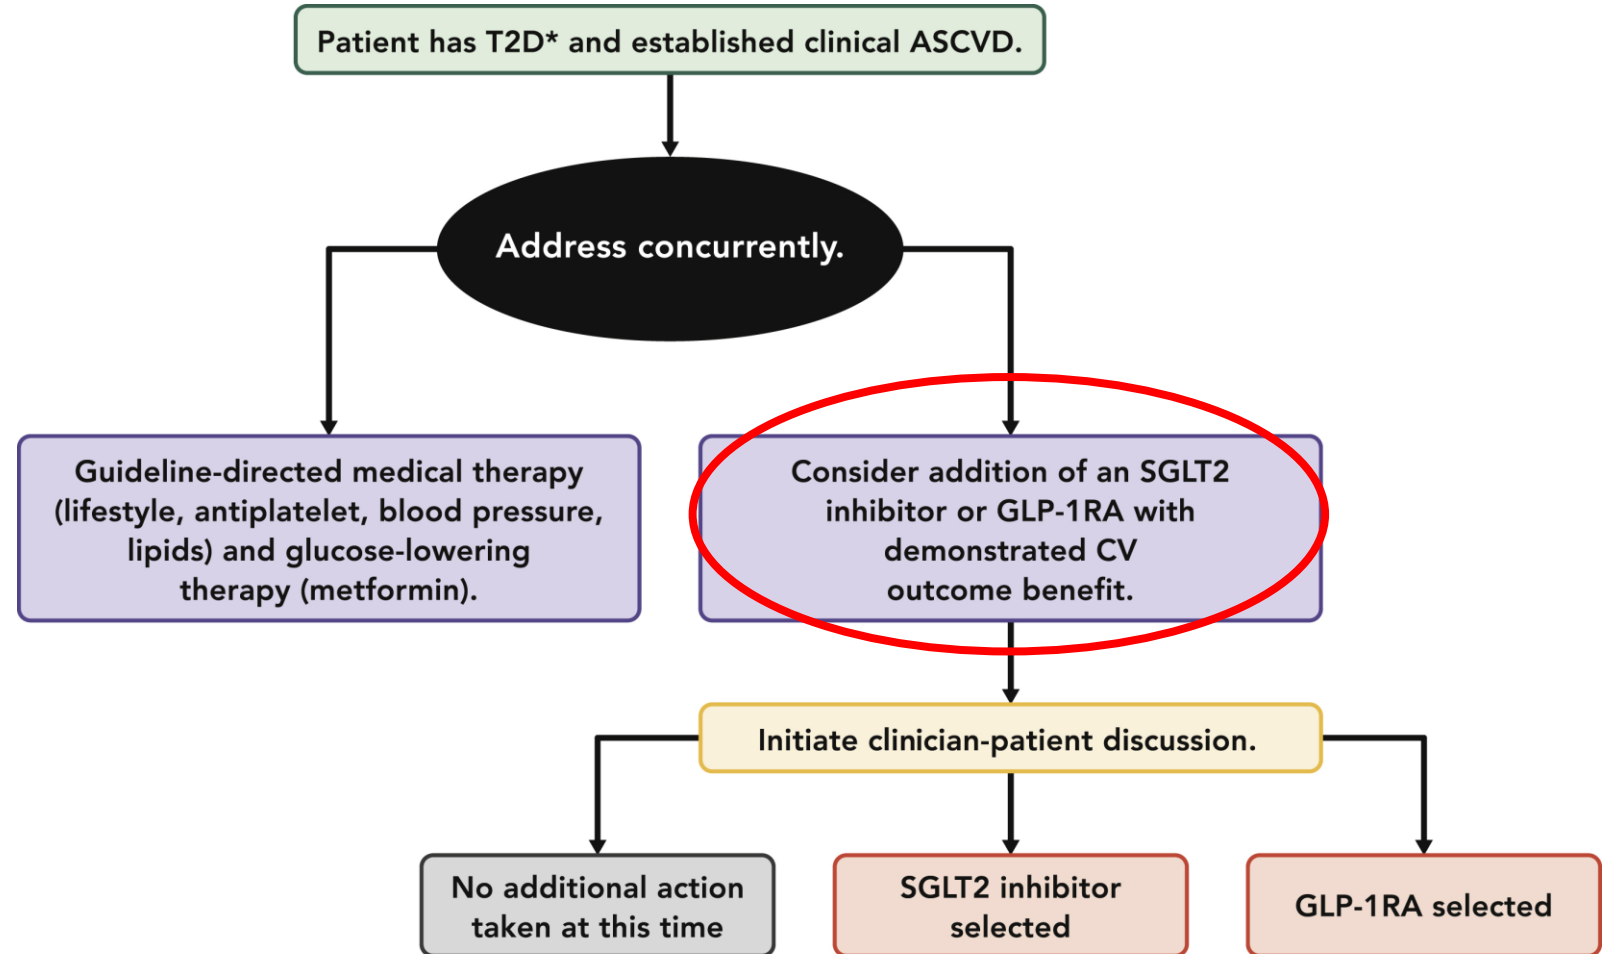 Patient has T2D* and established clinical ASCVD.
Address concurrently.
Guideline-directed medical therapy
(lifestyle, antiplatelet, blood pressure,
lipids) and glucose-lowering
therapy (metformin).
Consider addition of an SGLT2
inhibitor or GLP-1RA with
demonstrated CV
outcome benefit.
Initiate clinician-patient discussion.
No additional action
taken at this time
SGLT2 inhibitor
selected
GLP-1RA selected